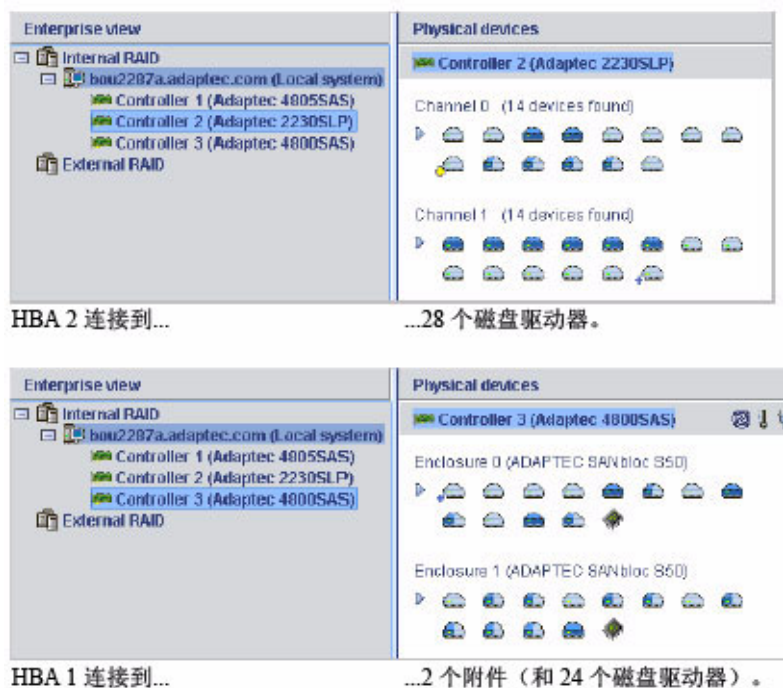 Enterprise view
Physical devices
Internal RAID
Controller 2 (Adaptec 2230SLP)
bou2287a.adaptec.com (Local system)
Controller 1 (Adaptec 4805SAS)
Channel 0 (14 devices found)
Controller 2 (Adaptec 2230SLP)
Controller 3 (Adaptec 4800SAS)
External RAID
Channel 1 (14 devices found)
HBA 2 连接到...
...28 个磁盘驱动器。
Enterprise view
Physical devices
Internal RAID
Controller 3 (Adaptec 4800SAS)
bou2287a.adaptec.com (Local system)
Controller 1 (Adaptec 4805SAS)
Enclosure 0 (ADAPTEC SANbloc S50)
Controller 2 (Adaptec 2230SLP)
Controller 3 (Adaptec 4800SAS)
External RAID
Enclosure 1 (ADAPTEC SANbloc S50)
HBA 1 连接到...
...2 个附件（和 24 个磁盘驱动器）。